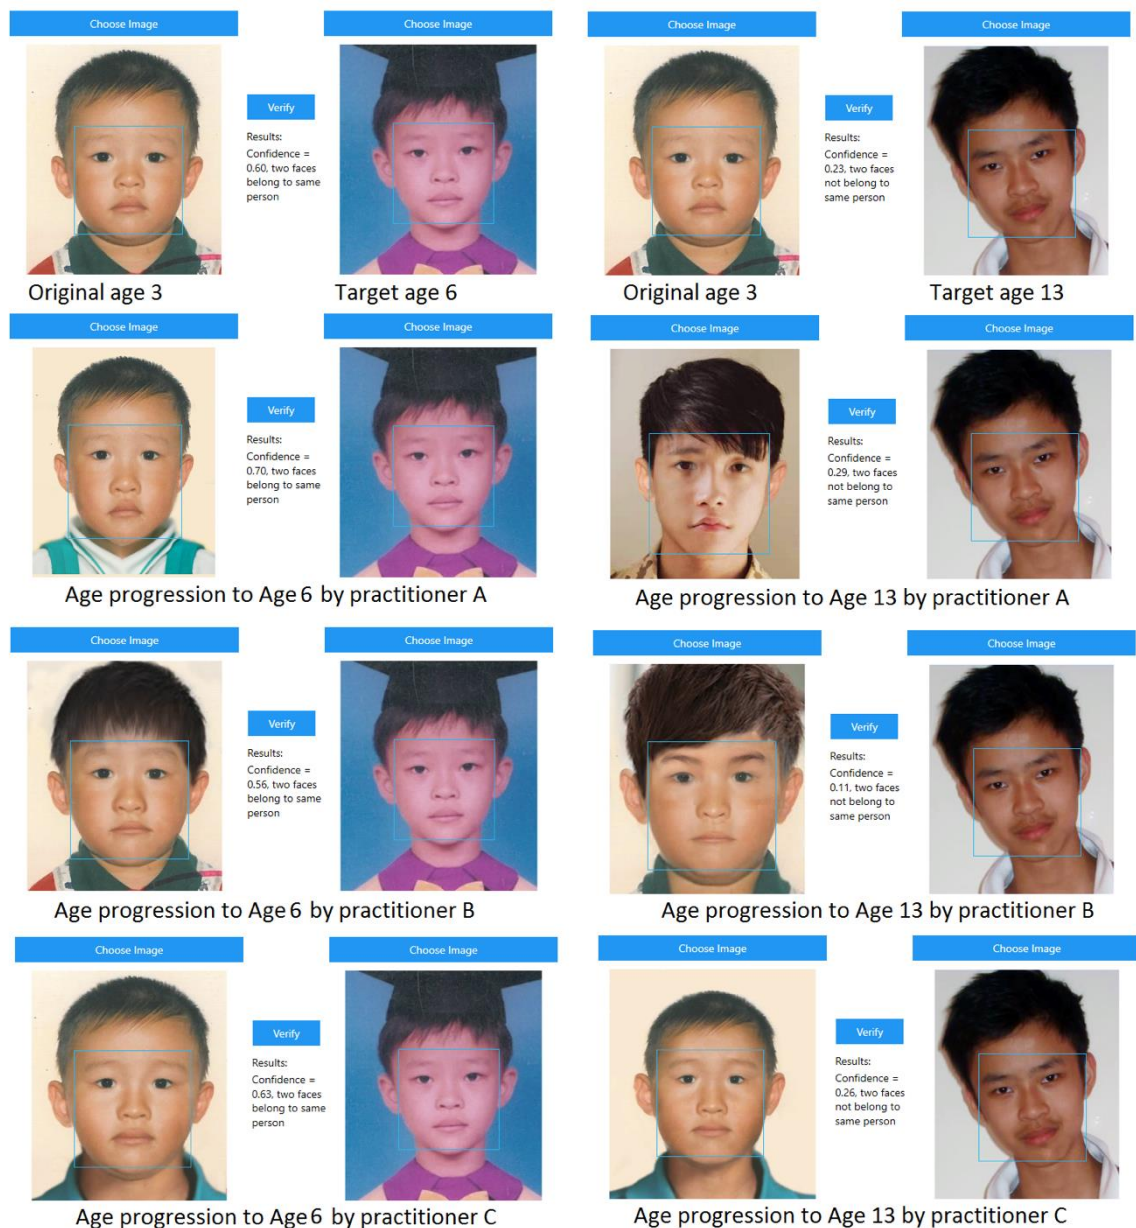 Choose Image
Choose Image
Verify
Results:
Confidence =
0.60, two faces
belong to same
person
Original age 3
Target age 6
Choose Image
Choose Image
Verify
Results:
Confidence =
0.23, two faces
not belong to
same person
Original age 3
Target age 13
Choose Image
Choose Image
Verify
Results:
Confidence =
0.70, two faces
belong to same
person
Age progression to Age 6 by practitioner A
Choose Image
Choose Image
Verify
Results:
Confidence =
0.29, two faces
not belong to
same person
Age progression to Age 13 by practitioner A
Choose Image
Choose Image
Verify
Results:
Confidence =
0.56, two faces
belong to same
person
Age progression to Age 6 by practitioner B
Choose Image
Choose Image
Verify
Results:
Confidence =
0.11, two faces
not belong to
same person
Age progression to Age 13 by practitioner B
Choose Image
Choose Image
Verify
Results:
Confidence =
0.63, two faces
belong to same
person
Age progression to Age 6 by practitioner C
Choose Image
Choose Image
Verify
Results:
Confidence =
0.26, two faces
not belong to
same person
Age progression to Age 13 by practitioner C